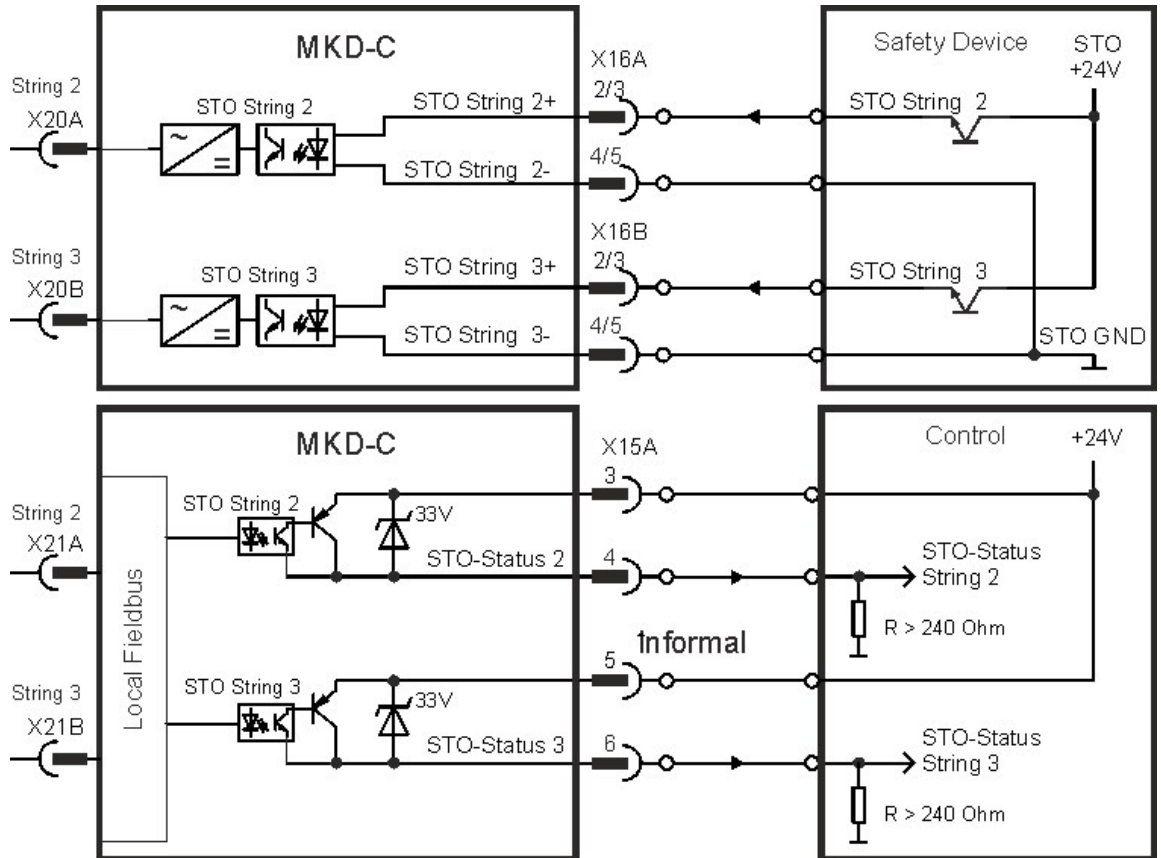 MKD-C
X16A
Safety Device
STO
+24V
String 2
X20A
STO String 2
STO String 2+
2/3
STO String 2
STO String 2-
4/5
X16B
String 3
X20B
STO String 3
STO String 3+
2/3
STO String 3
STO String 3-
4/5
STO GND
MKD-C
X15A
Control
+24V
3
String 2
X21A
STO String 2
33V
STO-Status 2
4
STO-Status
String 2
R > 240 Ohm
Local Fieldbus
Informal
5
String 3
X21B
STO String 3
33V
STO-Status 3
6
STO-Status
String 3
R > 240 Ohm